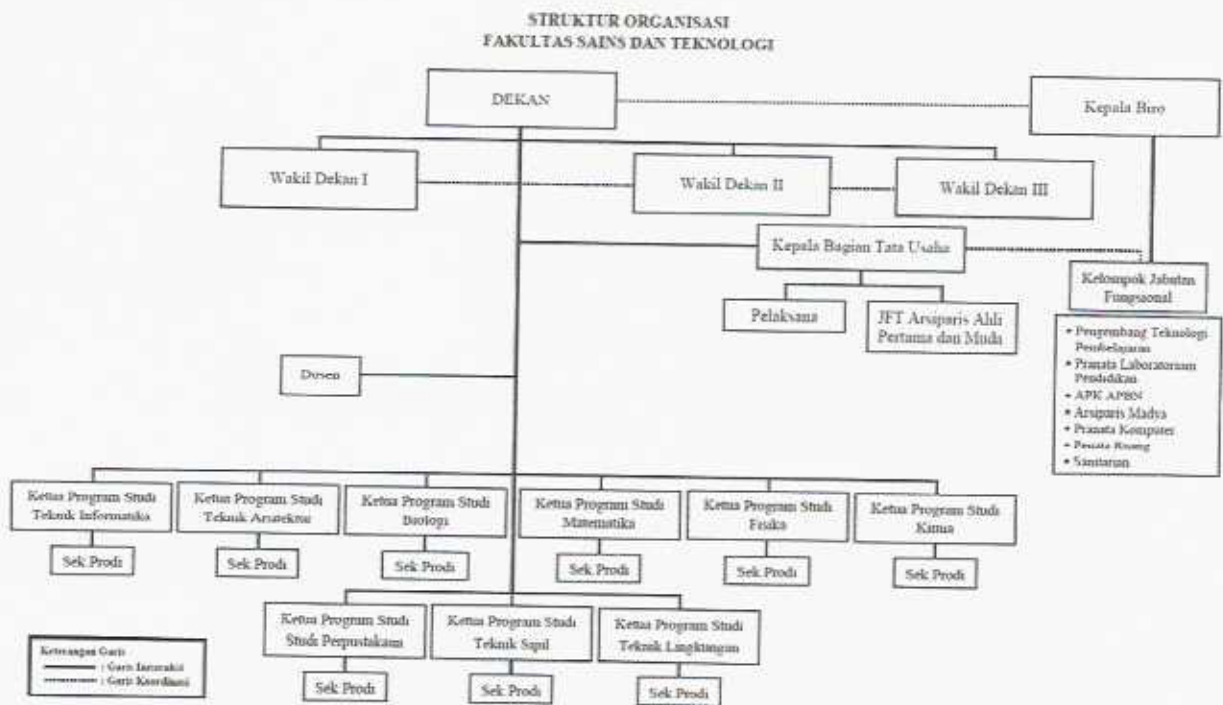 STRUKTUR ORGANISASI
FAKULTAS SAINS DAN TEKNOLOGI
DEKAN
Kepala Biro
Wakil Dekan I
Wakil Dekan II
Wakil Dekan III
Kepala Bagian Tata Usaha
Kelompok Jabatan
Fungsional
Pelaksana
JFT Arsiparis Ahli
Pertama dan Muda
• Pengembang Teknologi
Pembelajaran
• Pranata Laboratorium
Pendidikan
• APK APBN
• Arsiparis Madya
• Pranata Komputer
• Penata Ruang
• Sanitarian
Dosen
Ketua Program Studi
Teknik Informatika
Ketua Program Studi
Teknik Arsitektur
Ketua Program Studi
Biologi
Ketua Program Studi
Matematika
Ketua Program Studi
Fisika
Ketua Program Studi
Kimia
Sek Prodi
Sek Prodi
Sek Prodi
Sek Prodi
Sek Prodi
Sek Prodi
Ketua Program Studi
Studi Perpustakaan
Ketua Program Studi
Teknik Sipil
Ketua Program Studi
Teknik Lingkungan
Sek Prodi
Sek Prodi
Sek Prodi
Keterangan Garis
: Garis Instruksi
: Garis Koordinasi